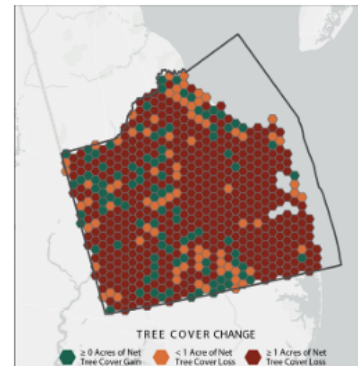 TREE COVER CHANGE
≥ 0 Acres of Net < 1 Acre of Net ≥ 1 Acres of Net
Tree Cover Gain Tree Cover Loss Tree Cover Loss